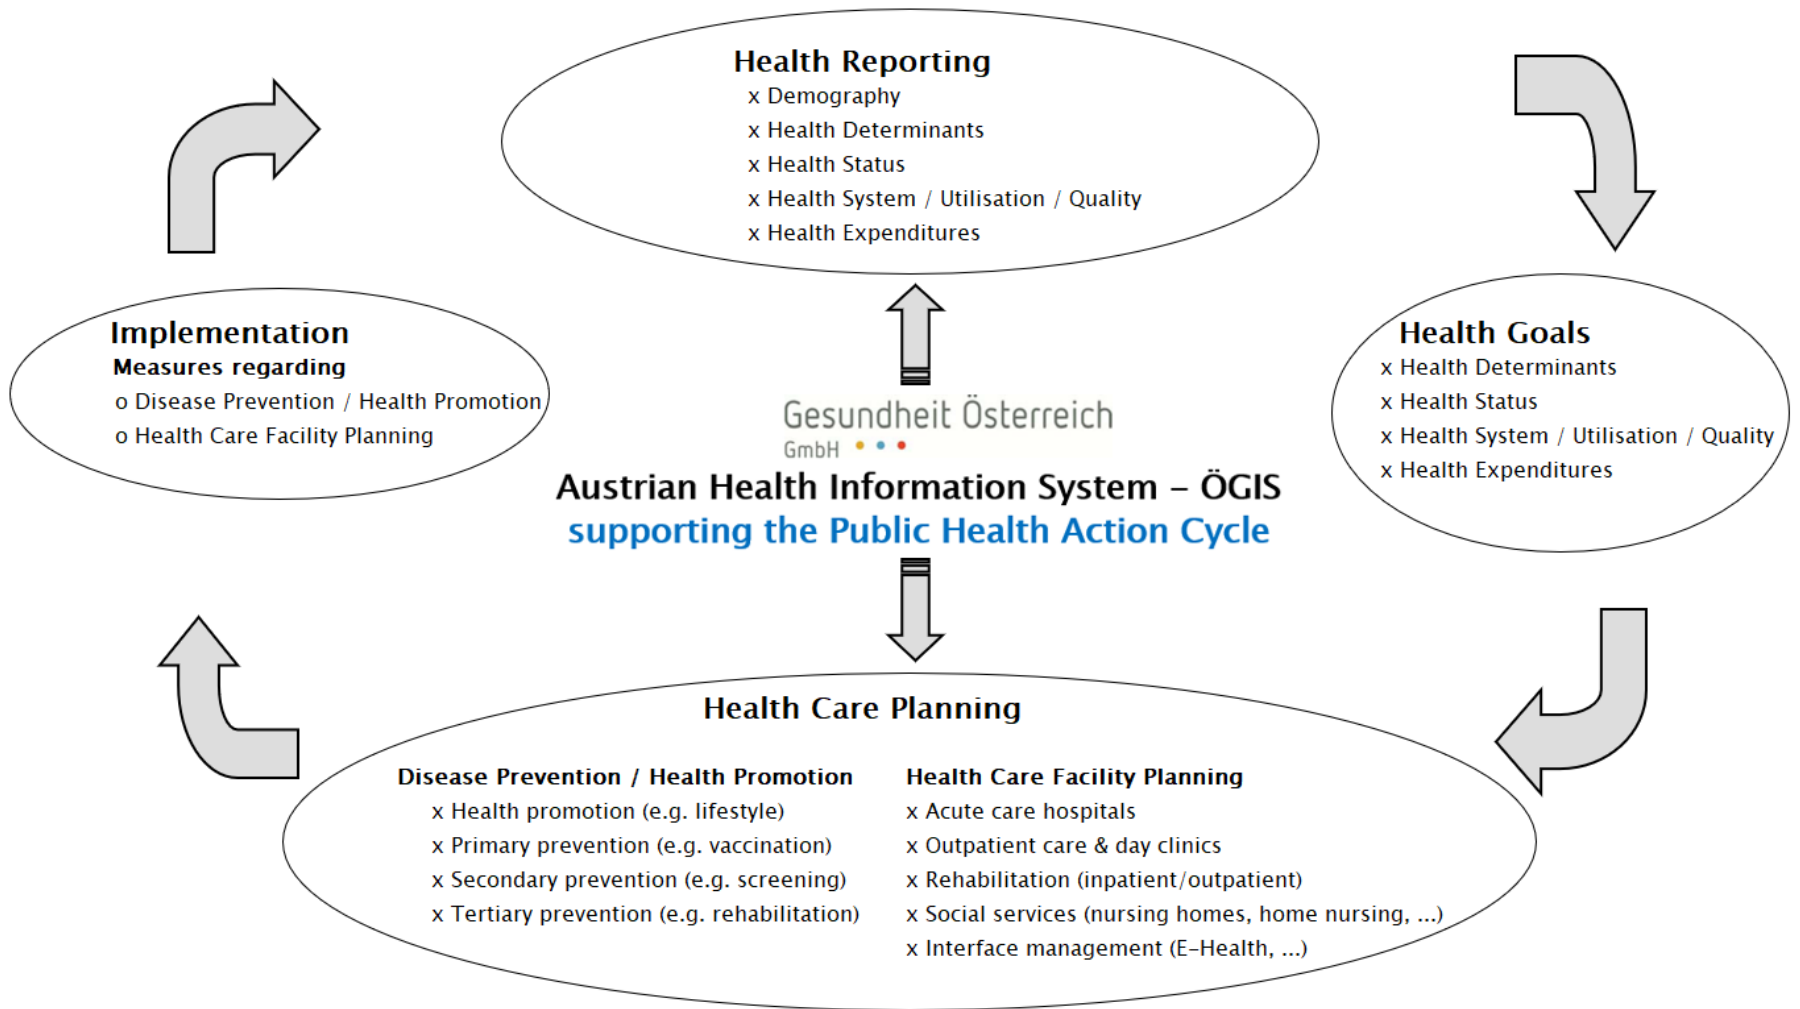 Health Reporting
x Demography
x Health Determinants
x Health Status
x Health System / Utilisation / Quality
x Health Expenditures
Implementation
Measures regarding
o Disease Prevention / Health Promotion
o Health Care Facility Planning
Health Goals
x Health Determinants
x Health Status
x Health System / Utilisation / Quality
x Health Expenditures
Gesundheit Österreich
GmbH
Austrian Health Information System – ÖGIS
supporting the Public Health Action Cycle
Health Care Planning
Disease Prevention / Health Promotion
x Health promotion (e.g. lifestyle)
x Primary prevention (e.g. vaccination)
x Secondary prevention (e.g. screening)
x Tertiary prevention (e.g. rehabilitation)
Health Care Facility Planning
x Acute care hospitals
x Outpatient care & day clinics
x Rehabilitation (inpatient/outpatient)
x Social services (nursing homes, home nursing, ...)
x Interface management (E–Health, ...)